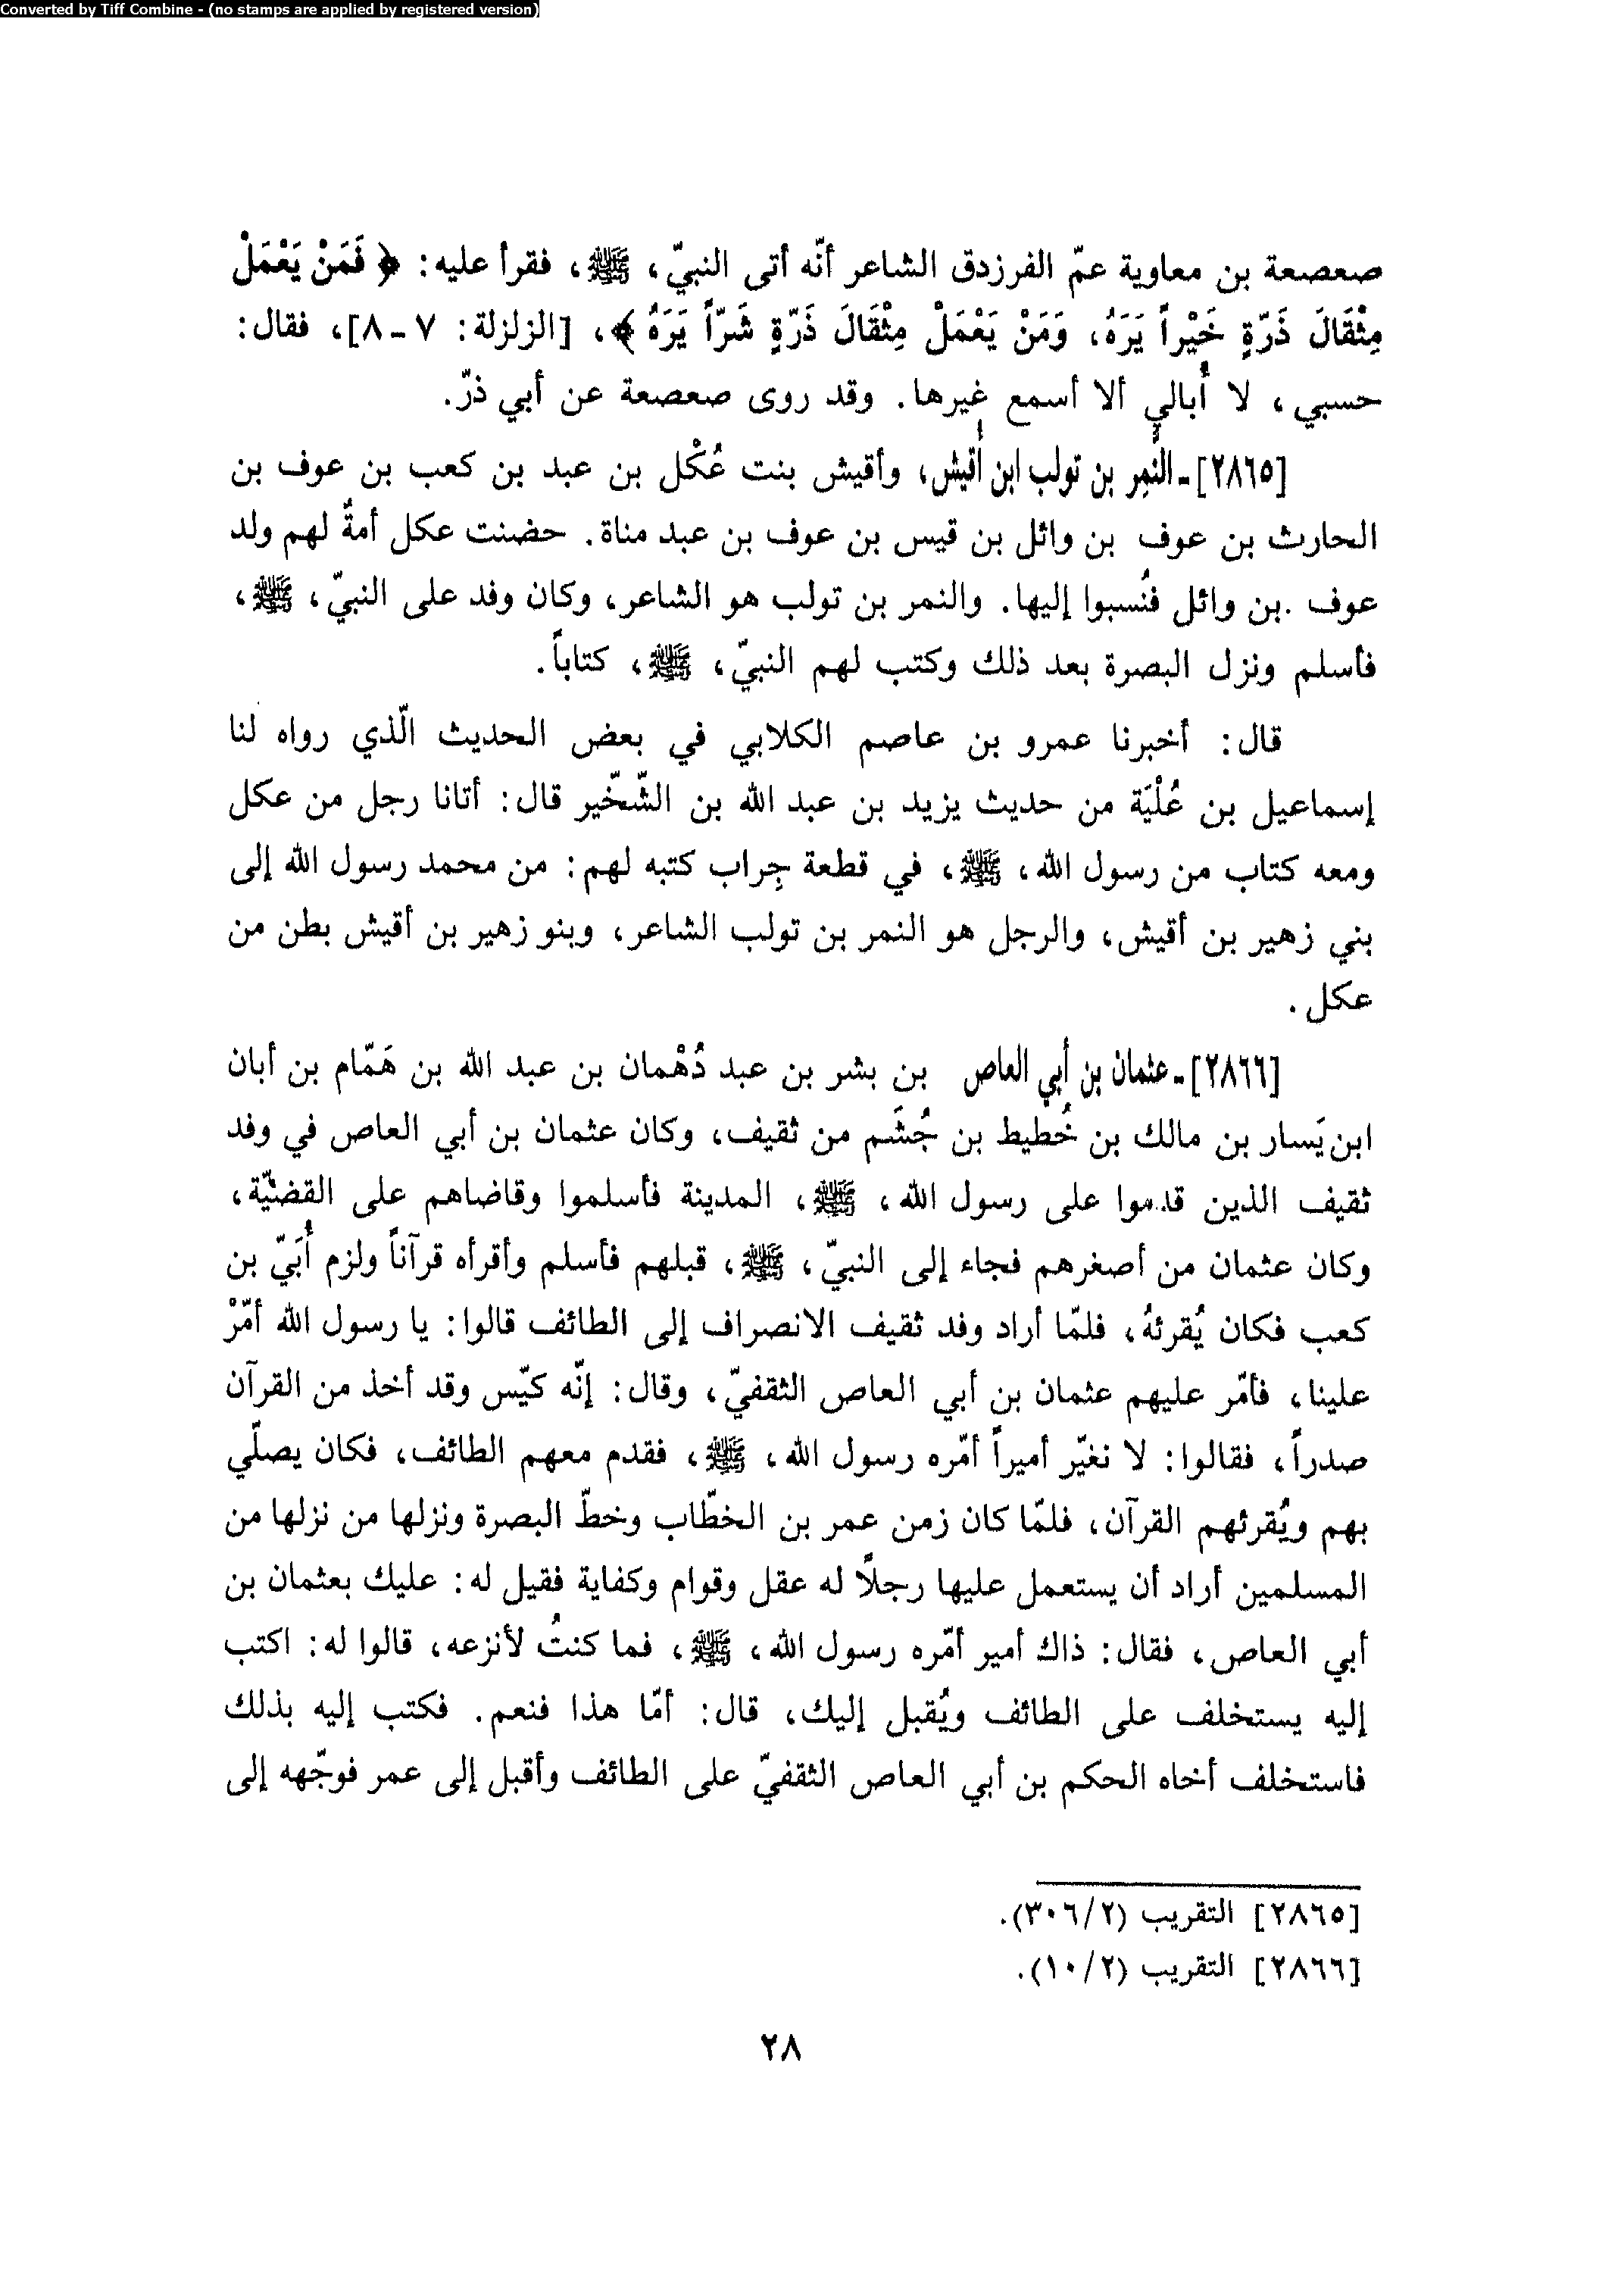 Converted by Tiff Combine - (no stamps are applied by registered version)
صعصعة بن معاوية عمّ الفرزدق الشاعر أنّه أتى النبيّ، ﷺ، فقرأ عليه: ﴿ فَمَنْ يَعْمَلْ
مِثْقَالَ ذَرّةٍ خَيْراً يَرَهُ، وَمَنْ يَعْمَلْ مِثْقَالَ ذَرّةٍ شَرّاً يَرَهُ ﴾، [الزلزلة: ٧ - ٨]، فقال:
حسبي، لا أُبالي ألا أسمع غيرها. وقد روى صعصعة عن أبي ذرّ.
[٢٨٦٥] - النُّمِر بن تولب ابن أُقيش، وأقيش بنت عُكْل بن عبد بن كعب بن عوف بن
الحارث بن عوف بن وائل بن قيس بن عوف بن عبد مناة. حضنت عكل أمةٌ لهم ولد
عوف .بن وائل فنُسبوا إليها. والنمر بن تولب هو الشاعر، وكان وفد على النبيّ، ﷺ،
فأسلم ونزل البصرة بعد ذلك وكتب لهم النبيّ، ﷺ، كتاباً.
قال: أخبرنا عمرو بن عاصم الكلابي في بعض الحديث الّذي رواه لنا
إسماعيل بن عُلْيَة من حديث يزيد بن عبد الله بن الشّخّير قال: أتانا رجل من عكل
ومعه كتاب من رسول الله، ﷺ، في قطعة جِراب كتبه لهم: من محمد رسول الله إلى
بني زهير بن أقيش، والرجل هو النمر بن تولب الشاعر، وبنو زهير بن أقيش بطن من
عكل.
[٢٨٦٦] - عثمان بن أبي العاص بن بشر بن عبد دُهْمان بن عبد الله بن هَمّام بن أبان
ابن يَسار بن مالك بن خُطيط بن جُشَم من ثقيف، وكان عثمان بن أبي العاص في وفد
ثقيف الذين قدموا على رسول الله، ﷺ، المدينة فأسلموا وقاضاهم على القضيّة،
وكان عثمان من أصغرهم فجاء إلى النبيّ، ﷺ، قبلهم فأسلم وأقرأه قرآناً ولزم أُبَيّ بن
كعب فكان يُقرئهُ، فلمّا أراد وفد ثقيف الانصراف إلى الطائف قالوا: يا رسول الله أمّرْ
علينا، فأمّر عليهم عثمان بن أبي العاص الثقفيّ، وقال: إنّه كيّس وقد أخذ من القرآن
صدراً، فقالوا: لا نغيّر أميراً أمّره رسول الله، ﷺ، فقدم معهم الطائف، فكان يصلّي
بهم ويُقرئهم القرآن، فلمّا كان زمن عمر بن الخطّاب وخطّ البصرة ونزلها من نزلها من
المسلمين أراد أن يستعمل عليها رجلاً له عقل وقوام وكفاية فقيل له: عليك بعثمان بن
أبي العاص، فقال: ذاك أمير أمّره رسول الله، ﷺ، فما كنتُ لأنزعه، قالوا له: اكتب
إليه يستخلف على الطائف ويُقبل إليك، قال: أمّا هذا فنعم. فكتب إليه بذلك
فاستخلف أخاه الحكم بن أبي العاص الثقفيّ على الطائف وأقبل إلى عمر فوجّهه إلى
[٢٨٦٥] التقريب (٢/ ٣٠٦).
[٢٨٦٦] التقريب (٢/ ١٠).
٢٨